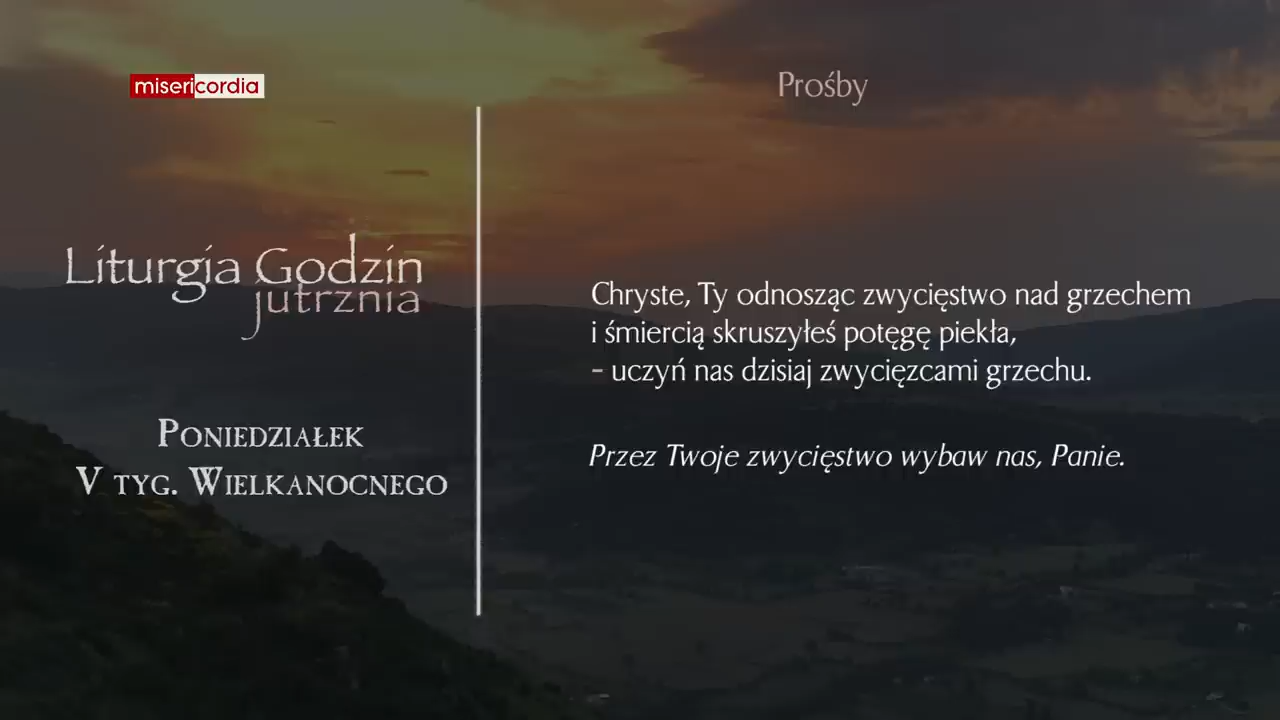 misericordia
Prośby
Liturgia Godzin
jutrznia
Poniedziałek
V tyg. Wielkanocnego
Chryste, Ty odnosząc zwycięstwo nad grzechem
i śmiercią skruszyłeś potęgę piekła,
- uczyń nas dzisiaj zwycięzcami grzechu.
Przez Twoje zwycięstwo wybaw nas, Panie.